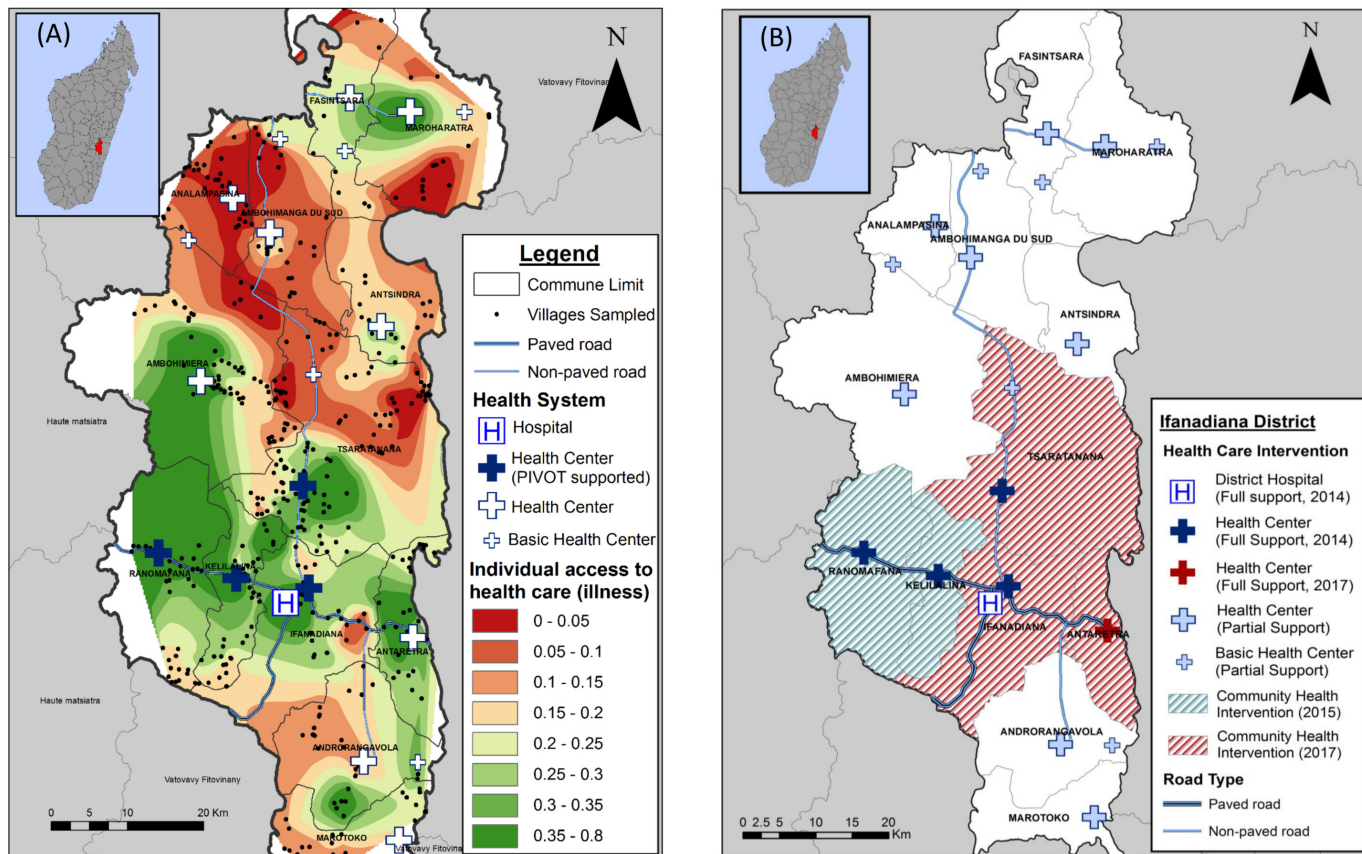 (A)
N
FASINTSARA
Vatovavy Fitovinany
MAROHARATRA
ANALAMPASINA
AMBOHIMANGA DU SUD
ANTSINDRA
AMBOHIMIERA
Haute matsiatra
TSARATANANA
RANOMAFANA
KELILALINA
H
IFANADIANA
ANTARETRA
Haute matsiatra
ANDRORANGAVOLA
Vatovavy Fitovinany
MAROTOKO
Vatovavy Fitovina
0 5 10 20 Km
Legend
Commune Limit
Villages Sampled
Paved road
Non-paved road
Health System
H Hospital
Health Center
(PIVOT supported)
Health Center
Basic Health Center
Individual access to
health care (illness)
0 - 0.05
0.05 - 0.1
0.1 - 0.15
0.15 - 0.2
0.2 - 0.25
0.25 - 0.3
0.3 - 0.35
0.35 - 0.8
(B)
N
FASINTSARA
MAROHARATRA
ANALAMPASINA
AMBOHIMANGA DU SUD
ANTSINDRA
AMBOHIMIERA
TSARATANANA
RANOMAFANA
KELILALINA
H
IFANADIANA
ANTARETRA
ANDRORANGAVOLA
MAROTOKO
0 2.5 5 10 15 20
Km
Ifanadiana District
Health Care Intervention
H District Hospital
(Full support, 2014)
Health Center
(Full Support, 2014)
Health Center
(Full Support, 2017)
Health Center
(Partial Support)
Basic Health Center
(Partial Support)
Community Health
Intervention (2015)
Community Health
Intervention (2017)
Road Type
Paved road
Non-paved road